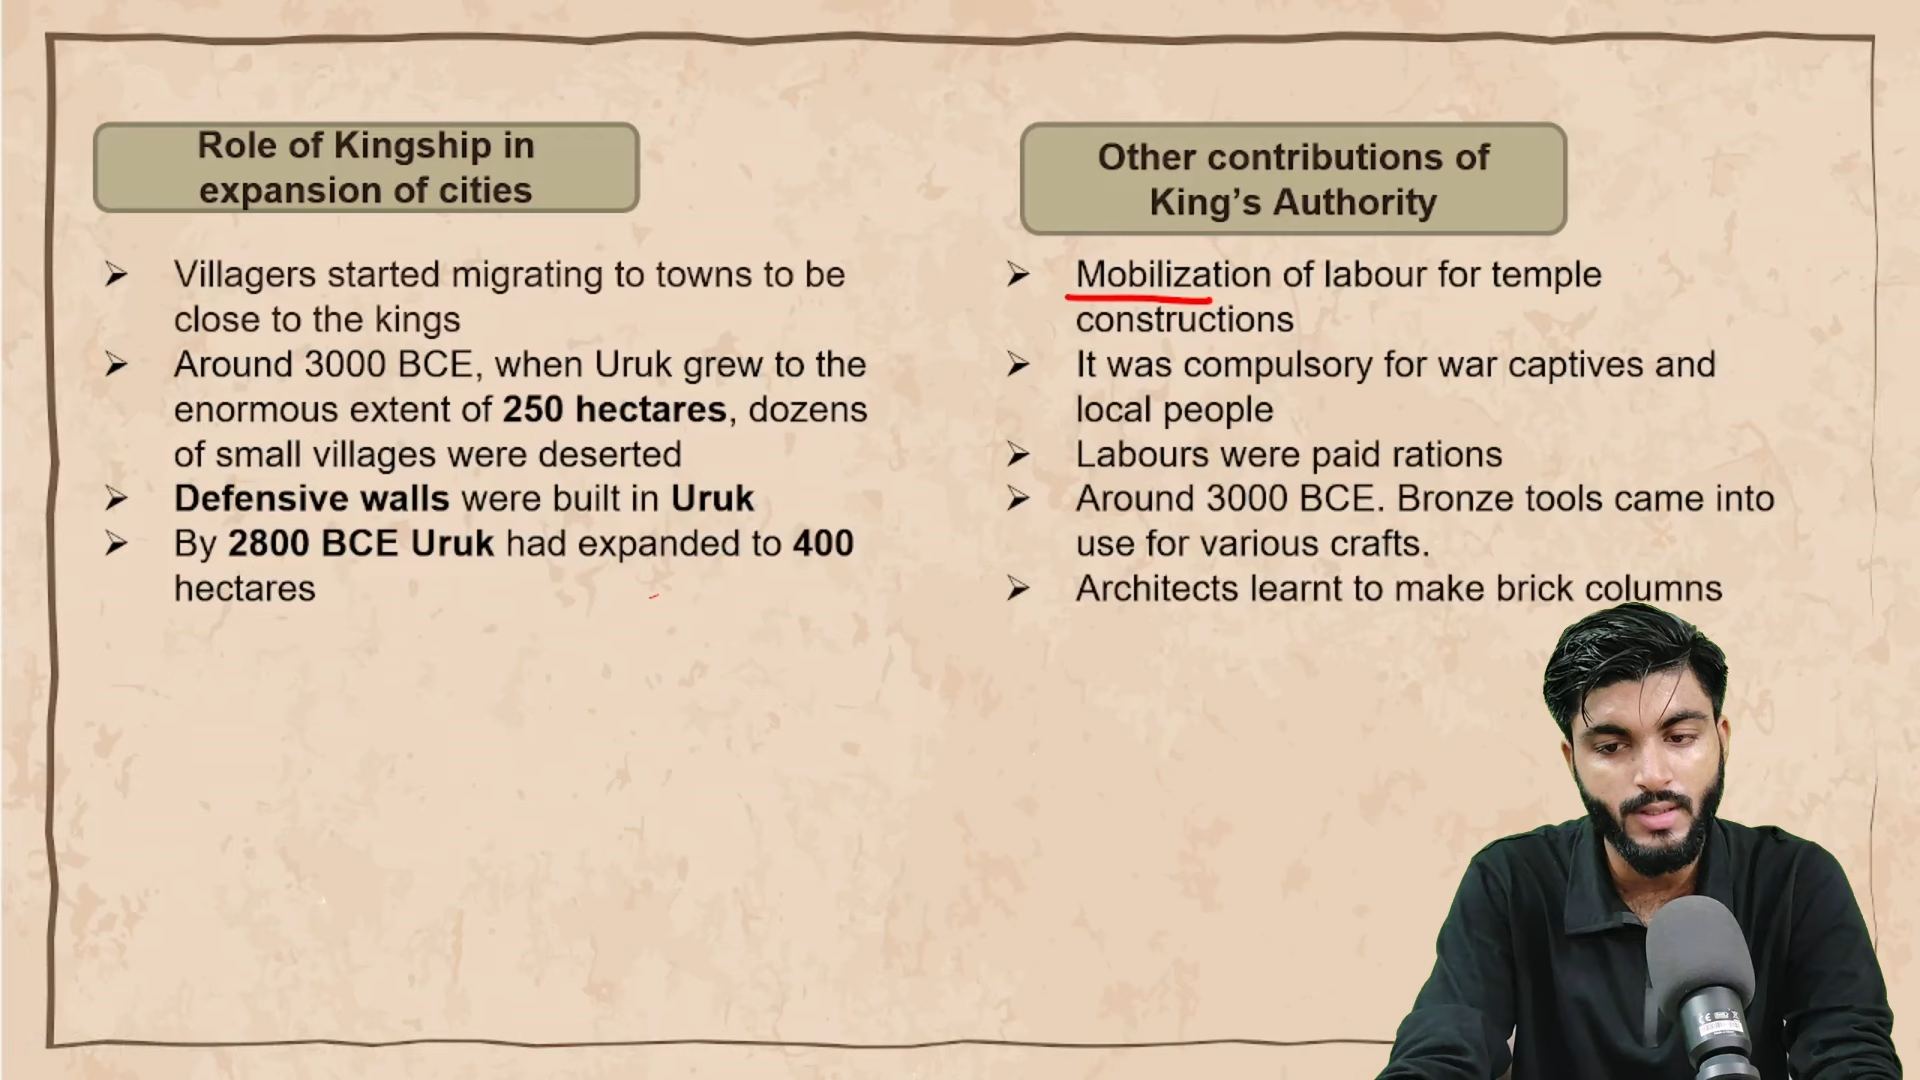 Role of Kingship in
expansion of cities
➢ Villagers started migrating to towns to be
close to the kings
➢ Around 3000 BCE, when Uruk grew to the
enormous extent of 250 hectares, dozens
of small villages were deserted
➢ Defensive walls were built in Uruk
➢ By 2800 BCE Uruk had expanded to 400
hectares
Other contributions of
King’s Authority
➢ Mobilization of labour for temple
constructions
➢ It was compulsory for war captives and
local people
➢ Labours were paid rations
➢ Around 3000 BCE. Bronze tools came into
use for various crafts.
➢ Architects learnt to make brick columns